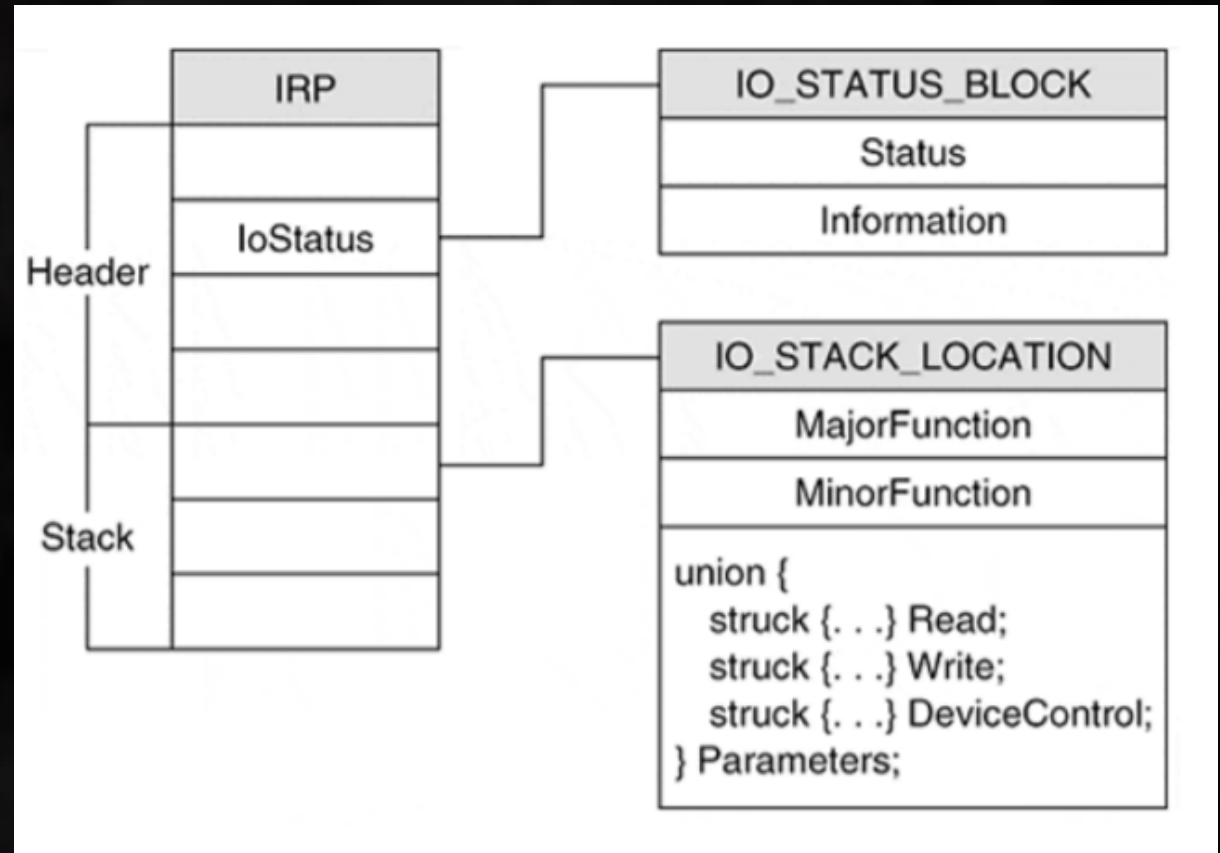 IRP
IoStatus
Header
Stack
IO_STATUS_BLOCK
Status
Information
IO_STACK_LOCATION
MajorFunction
MinorFunction
union {
struck {. . .} Read;
struck {. . .} Write;
struck {. . .} DeviceControl;
} Parameters;